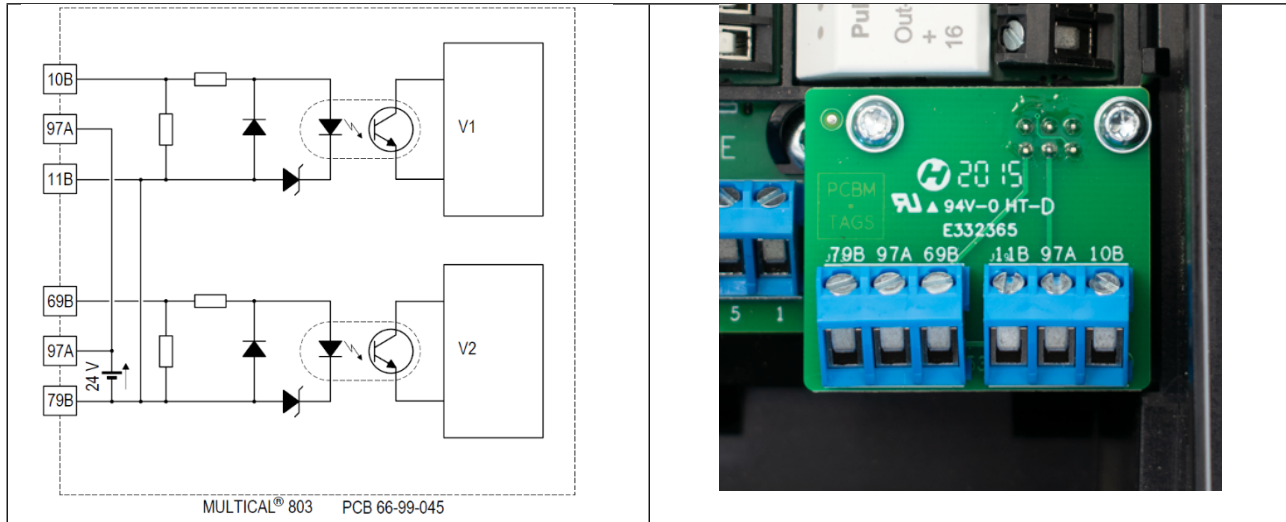 10B
97A
11B
V1
69B
97A
79B
24 V
V2
MULTICAL® 803 PCB 66-99-045
Pul
Out-
+
16
E
2015
PCBM
TAGS
94V-0 HT-D
E332365
79B 97A 69B 11B 97A 10B
5 1